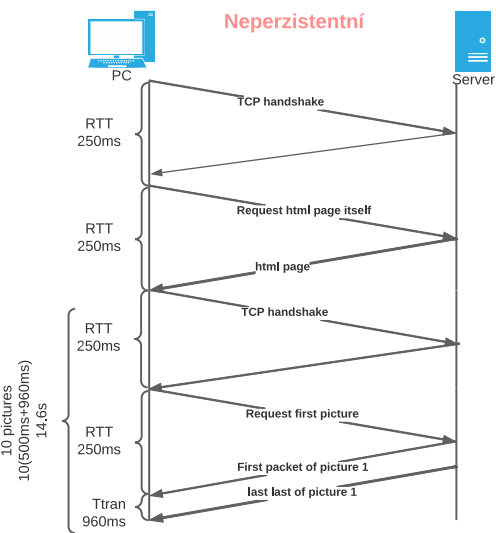 Neperzistentní
PC
Server
TCP handshake
RTT
250ms
Request html page itself
RTT
250ms
html page
TCP handshake
RTT
250ms
10 pictures
10(500ms+960ms)
14.6s
Request first picture
RTT
250ms
First packet of picture 1
last last of picture 1
Ttran
960ms